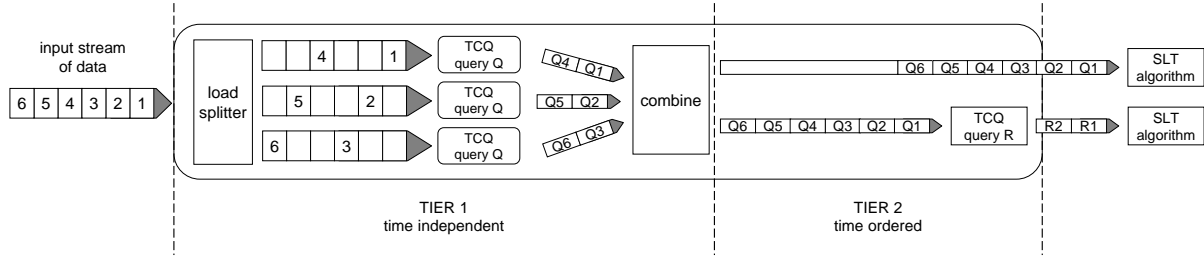 input stream
of data
6 5 4 3 2 1
load
splitter
4 1
5 2
6 3
TCQ
query Q
TCQ
query Q
TCQ
query Q
Q4 Q1
Q5 Q2
Q6 Q3
combine
Q6 Q5 Q4 Q3 Q2 Q1
SLT
algorithm
Q6 Q5 Q4 Q3 Q2 Q1
TCQ
query R
R2 R1
SLT
algorithm
TIER 1
time independent
TIER 2
time ordered